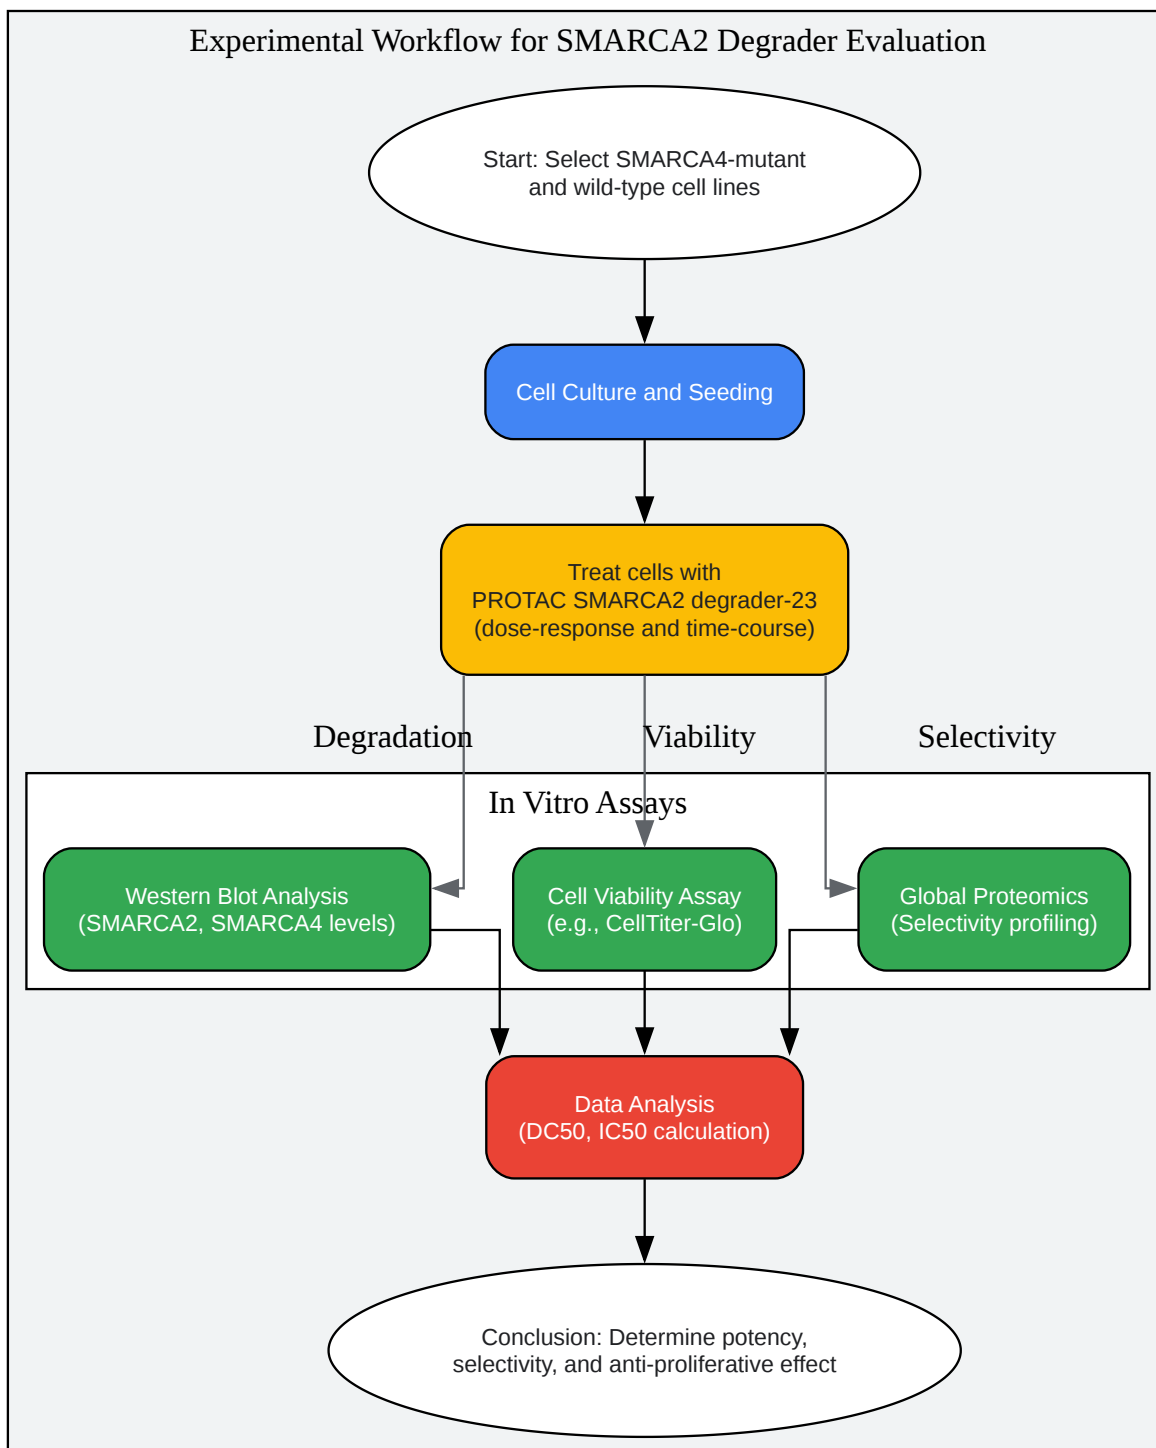 Experimental Workflow for SMARCA2 Degrader Evaluation
Start: Select SMARCA4-mutant
and wild-type cell lines
Cell Culture and Seeding
Treat cells with
PROTAC SMARCA2 degrader-23
(dose-response and time-course)
Degradation
Viability
Selectivity
In Vitro Assays
Western Blot Analysis
(SMARCA2, SMARCA4 levels)
Cell Viability Assay
(e.g., CellTiter-Glo)
Global Proteomics
(Selectivity profiling)
Data Analysis
(DC50, IC50 calculation)
Conclusion: Determine potency,
selectivity, and anti-proliferative effect